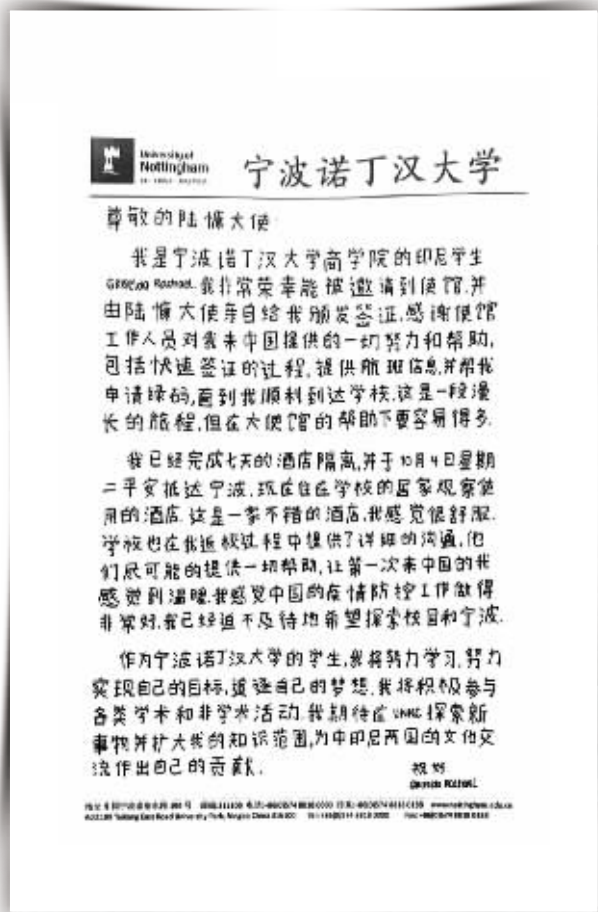 University of
Nottingham
宁波诺丁汉大学
尊敬的陆慷大使
我是宁波诺丁汉大学商学院的印尼学生
Rachael.我非常荣幸能被邀请到使馆.并
由陆慷大使亲自给我颁发签证.感谢使馆
工作人员对我来中国提供的一切努力和帮助,
包括快速签证的过程,提供航班信息,并帮我
申请绿码,直到我顺利到达学校.这是一段漫
长的旅程,但在大使馆的帮助下要容易得多.
我已经完成七天的酒店隔离,并于10月4日星期
二平安抵达宁波.现在住在学校的居家观察使
用的酒店.这是一家不错的酒店,我感觉很舒服.
学校也在我返校过程中提供了详细的沟通,他
们尽可能的提供一切帮助,让第一次来中国的我
感觉到温暖.我感觉中国的疫情防控工作做得
非常好.我已经迫不及待地希望探索校园和宁波.
作为宁波诺丁汉大学的学生,我将努力学习,努力
实现自己的目标,追逐自己的梦想.我将积极参与
各类学术和非学术活动.我期待在UNNC探索新
事物并扩大我的知识范围,为中印尼两国的文化交
流作出自己的贡献.
祝好
Rachael
199 Taikang East Road University Park, Ningbo China 315100
www.nottingham.edu.cn